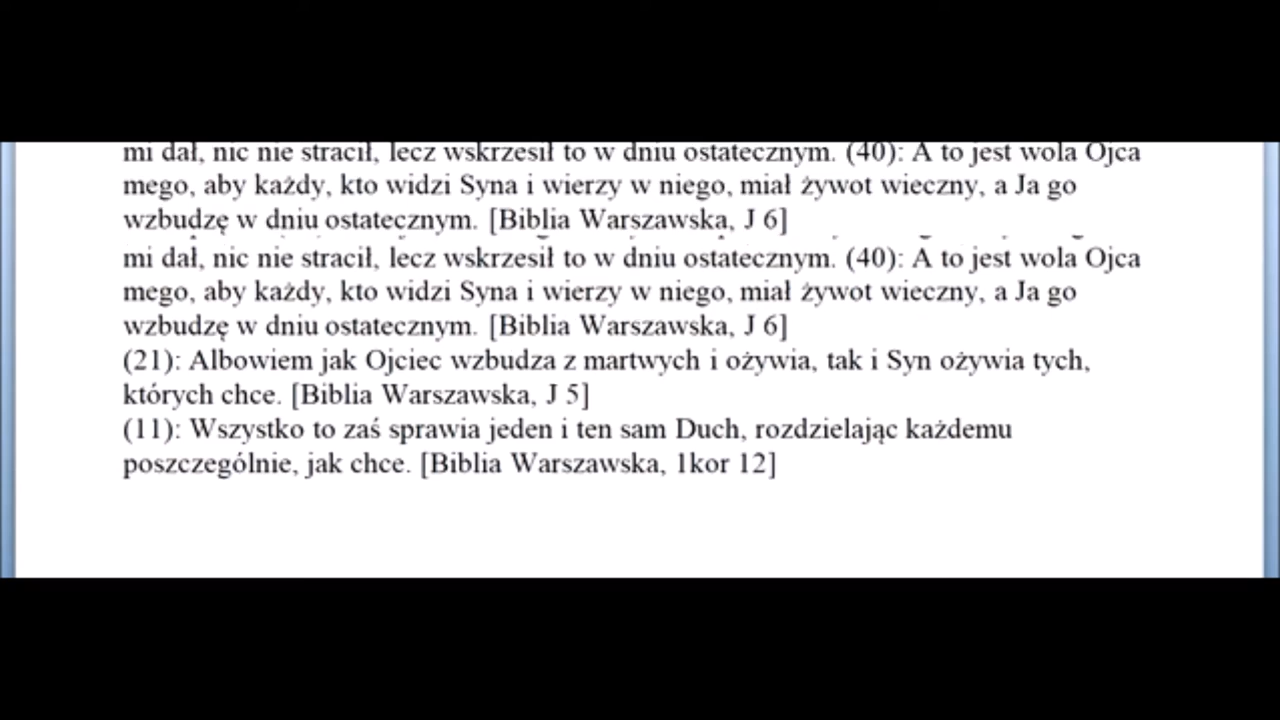 mi dał, nic nie stracił, lecz wskrzesił to w dniu ostatecznym. (40): A to jest wola Ojca
mego, aby każdy, kto widzi Syna i wierzy w niego, miał żywot wieczny, a Ja go
wzbudzę w dniu ostatecznym. [Biblia Warszawska, J 6]
mi dał, nic nie stracił, lecz wskrzesił to w dniu ostatecznym. (40): A to jest wola Ojca
mego, aby każdy, kto widzi Syna i wierzy w niego, miał żywot wieczny, a Ja go
wzbudzę w dniu ostatecznym. [Biblia Warszawska, J 6]
(21): Albowiem jak Ojciec wzbudza z martwych i ożywia, tak i Syn ożywia tych,
których chce. [Biblia Warszawska, J 5]
(11): Wszystko to zaś sprawia jeden i ten sam Duch, rozdzielając każdemu
poszczególnie, jak chce. [Biblia Warszawska, 1kor 12]